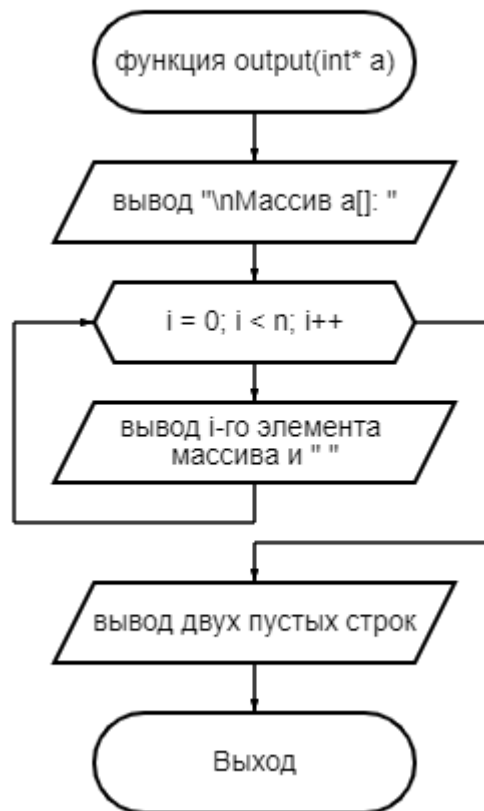 функция output(int* a)
вывод "\nМассив a[]: "
i = 0; i < n; i++
вывод i-го элемента
массива и " "
вывод двух пустых строк
Выход